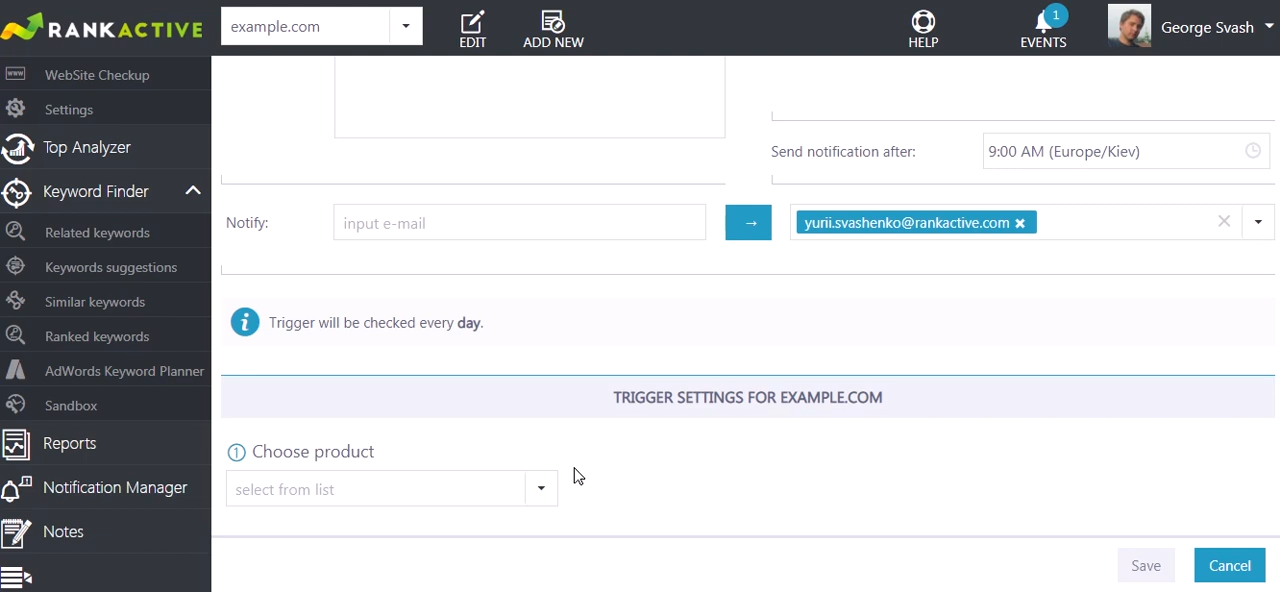 RANKACTIVE
example.com
EDIT
ADD NEW
HELP
1
EVENTS
George Svash
www WebSite Checkup
Settings
Top Analyzer
Keyword Finder
Related keywords
Keywords suggestions
Similar keywords
Ranked keywords
AdWords Keyword Planner
Sandbox
Reports
1
Notification Manager
Notes
Send notification after:
9:00 AM (Europe/Kiev)
Notify:
input e-mail
→
yurii.svashenko@rankactive.com ×
i Trigger will be checked every day.
TRIGGER SETTINGS FOR EXAMPLE.COM
1 Choose product
select from list
Save
Cancel